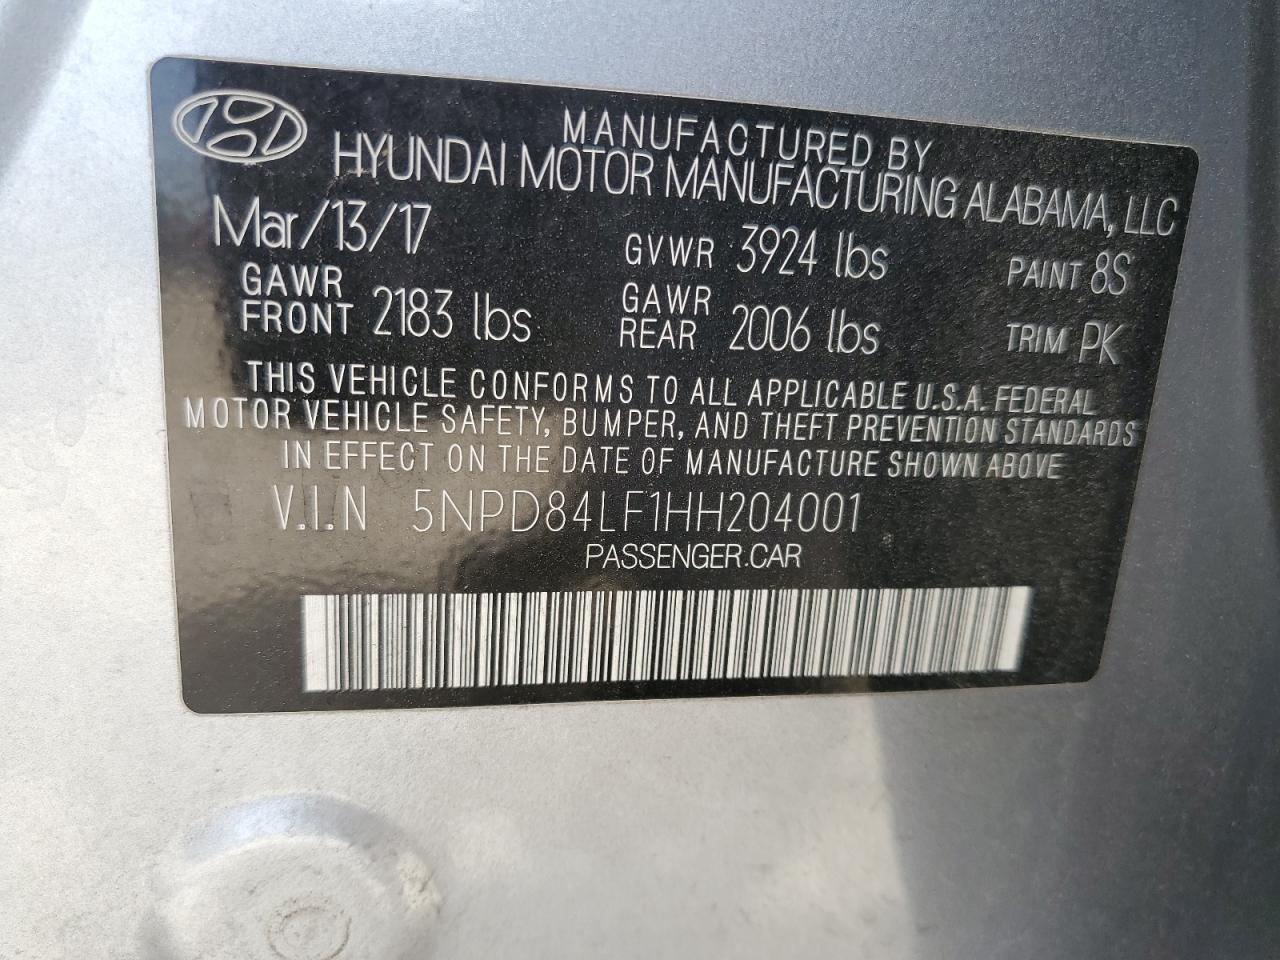 MANUFACTURED BY
HYUNDAI MOTOR MANUFACTURING ALABAMA, LLC
Mar/13/17 GVWR 3924 lbs PAINT 8S
GAWR FRONT 2183 lbs GAWR REAR 2006 lbs TRIM PK
THIS VEHICLE CONFORMS TO ALL APPLICABLE U.S.A. FEDERAL
MOTOR VEHICLE SAFETY, BUMPER, AND THEFT PREVENTION STANDARDS
IN EFFECT ON THE DATE OF MANUFACTURE SHOWN ABOVE
V.I.N 5NPD84LF1HH204001
PASSENGER.CAR